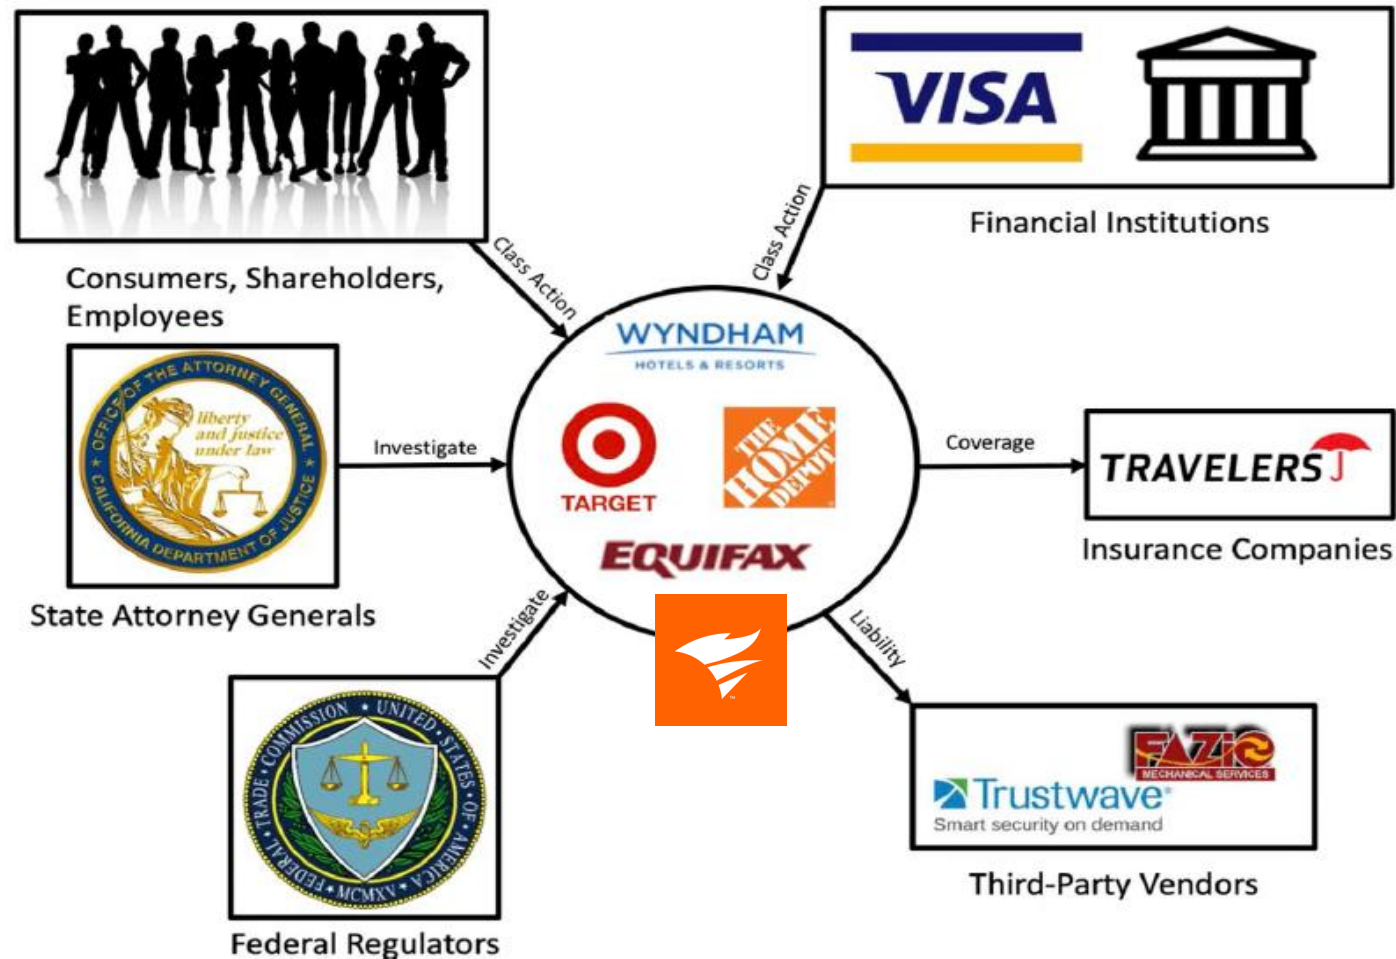 VISA
Financial Institutions
Class Action
Consumers, Shareholders,
Employees
Class Action
WYNDHAM
HOTELS & RESORTS
OFFICE OF THE ATTORNEY GENERAL
liberty
and justice
under law
CALIFORNIA DEPARTMENT OF JUSTICE
State Attorney Generals
Investigate
TARGET
THE
HOME
DEPOT
EQUIFAX
Coverage
TRAVELERS
Insurance Companies
Investigate
Liability
FEDERAL TRADE COMMISSION UNITED STATES OF AMERICA
MCMXV
Federal Regulators
FAZIO
MECHANICAL SERVICES
Trustwave®
Smart security on demand
Third-Party Vendors